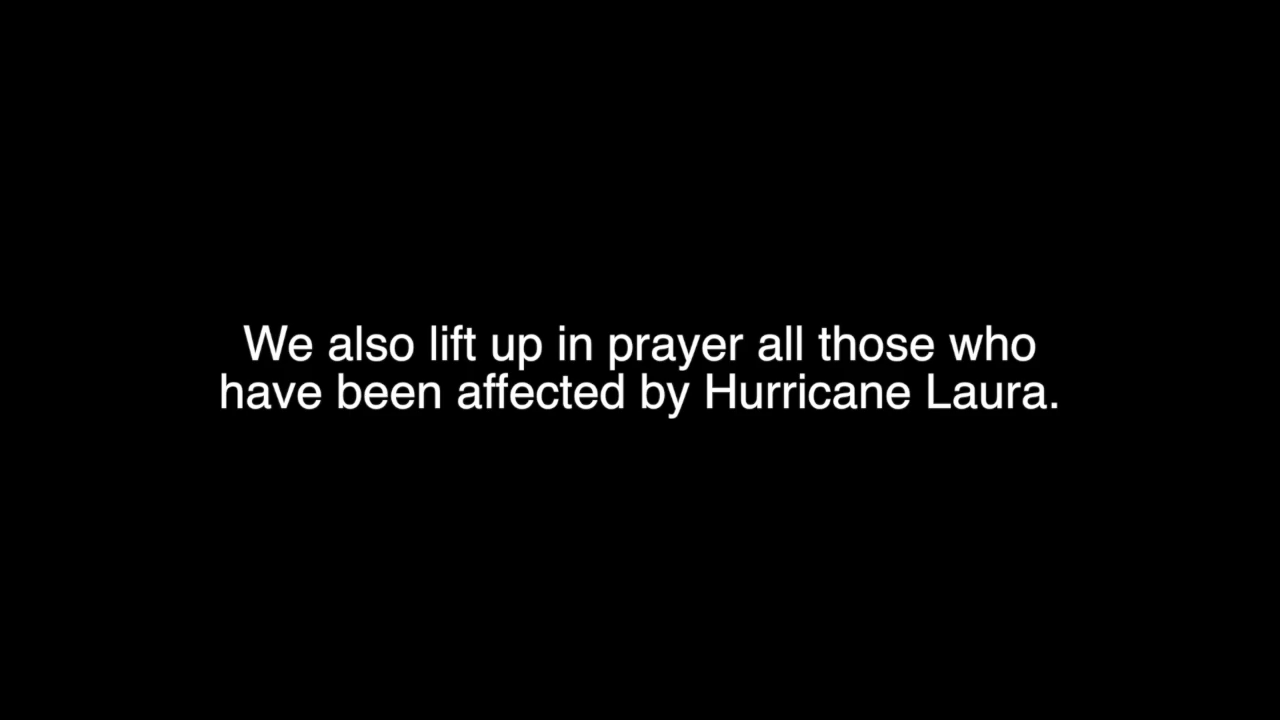 We also lift up in prayer all those who
have been affected by Hurricane Laura.